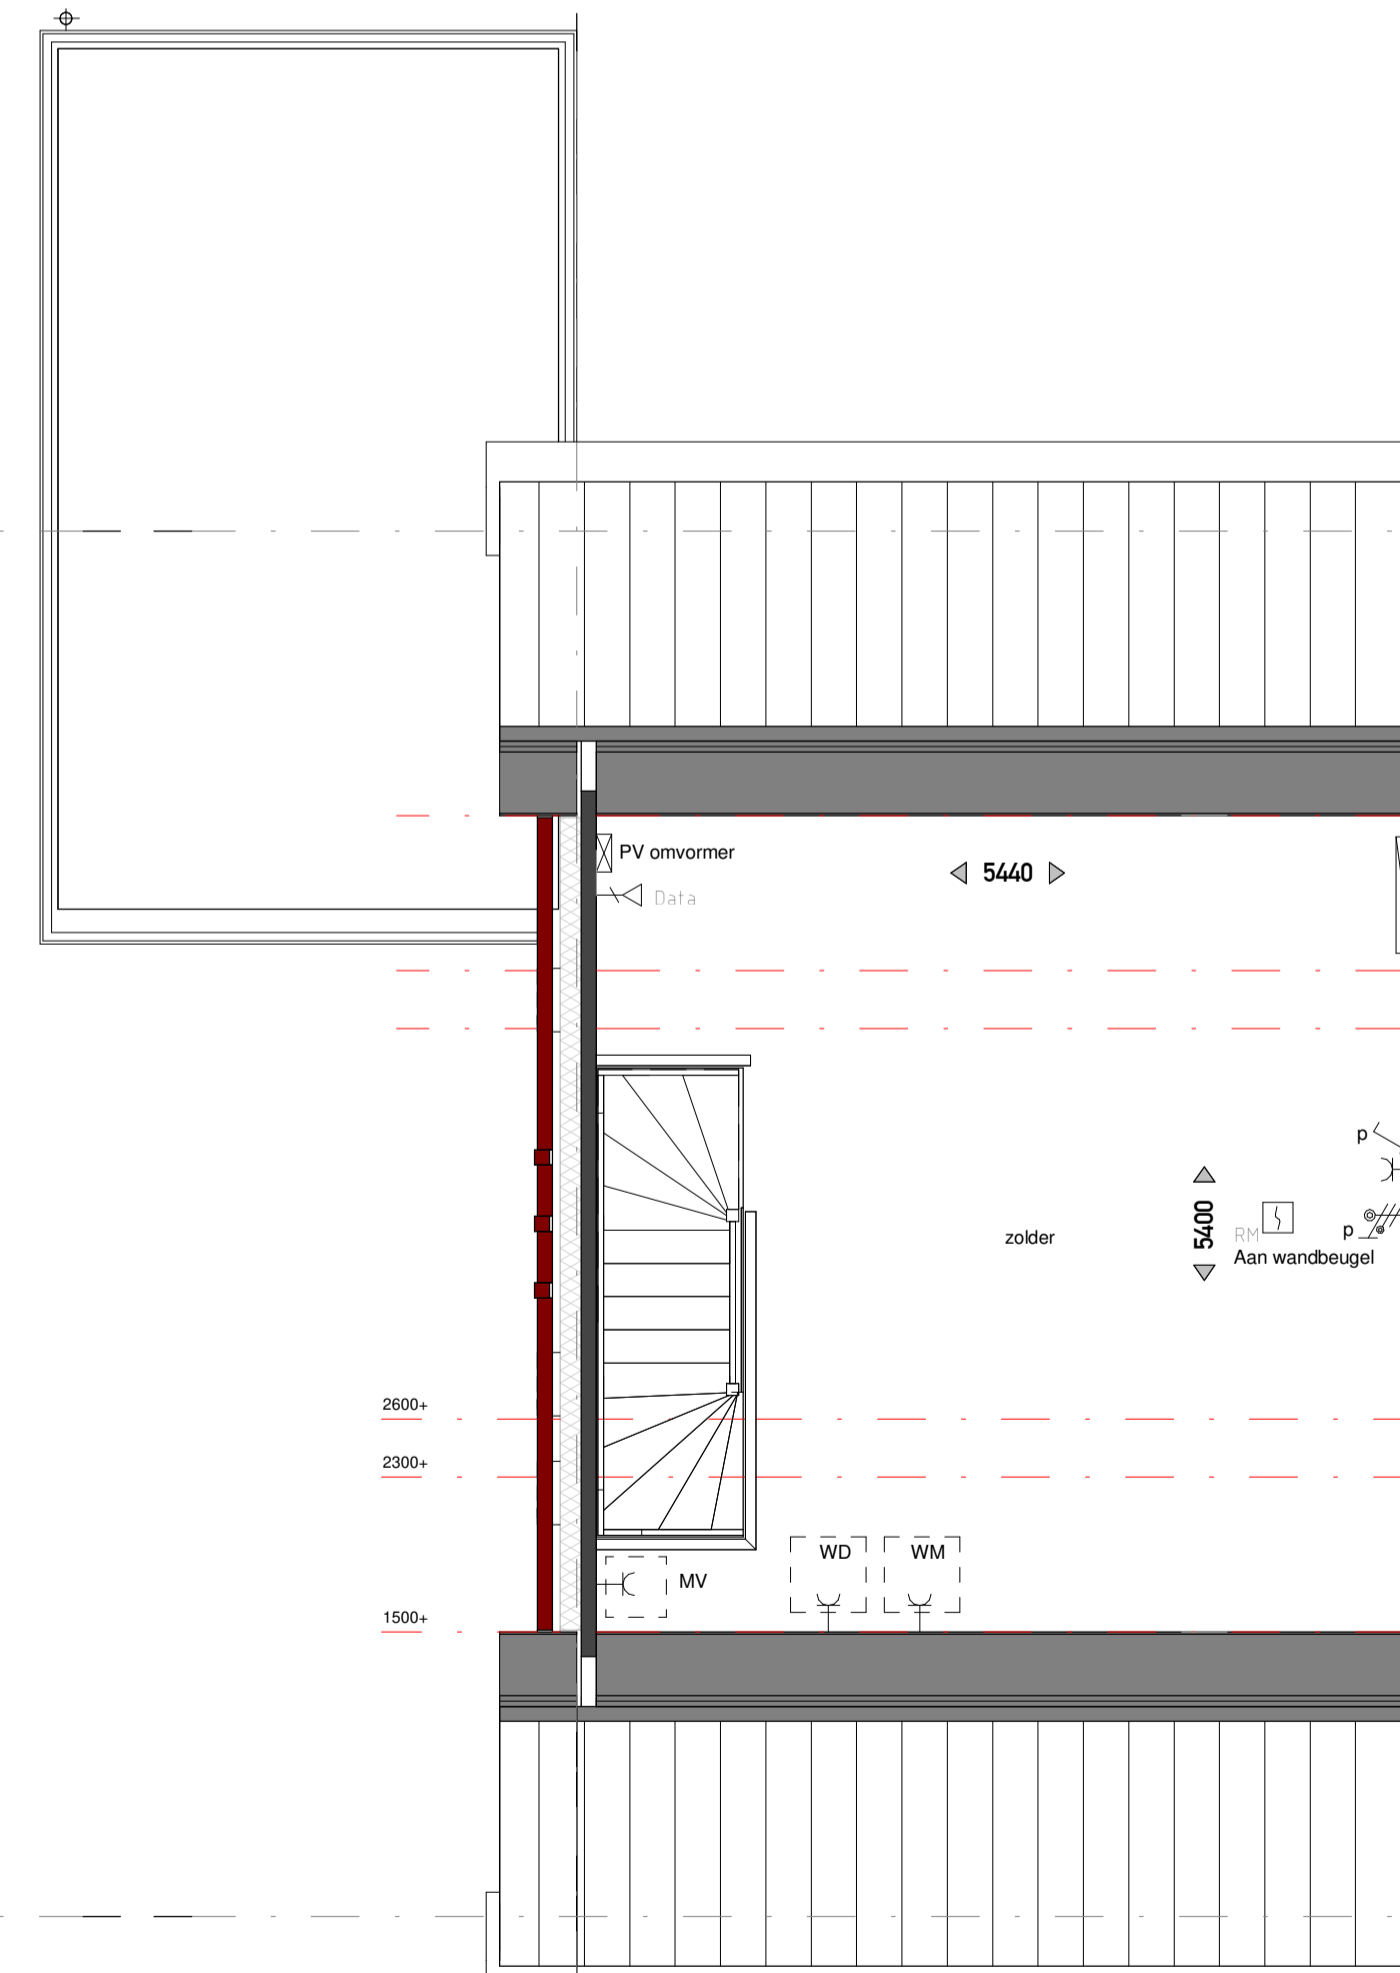 PV omvormer
5440
Data
p
5400
p
RM
zolder
Aan wandbeugel
2600+
2300+
WD
WM
MV
1500+